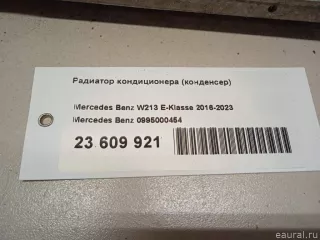 Радиатор кондиционера (конденсер)
Mercedes Benz W213 E-Klasse 2016-2023
Mercedes Benz 0995000454
23 609 921
eaural.ru